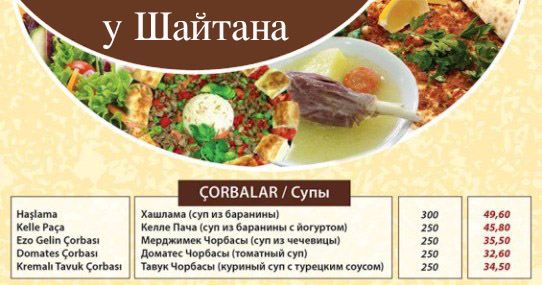 у Шайтана
ÇORBALAR / Супы
Haşlama Хашлама (суп из баранины) 300 49,60
Kelle Paça Келле Пача (суп из баранины с йогуртом) 250 45,80
Ezo Gelin Çorbası Мерджимек Чорбасы (суп из чечевицы) 250 35,50
Domates Çorbası Доматес Чорбасы (томатный суп) 250 32,60
Kremalı Tavuk Çorbası Тавук Чорбасы (куриный суп с турецким соусом) 250 34,50